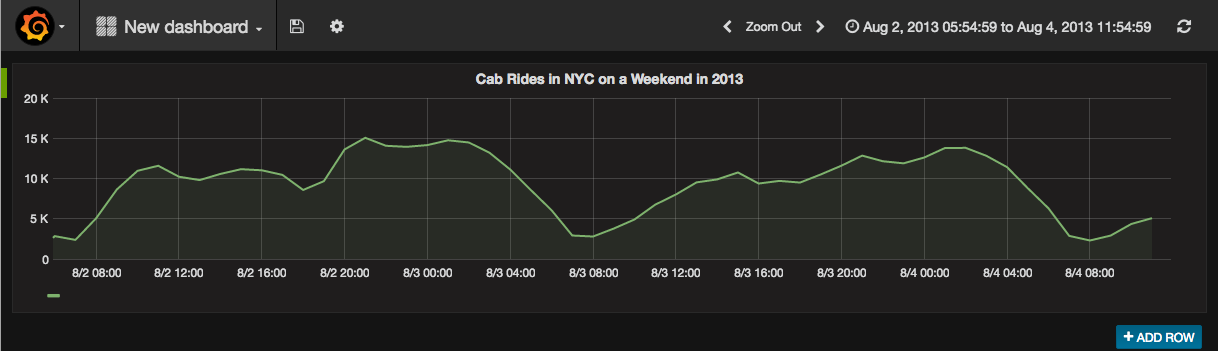 New dashboard
Zoom Out
Aug 2, 2013 05:54:59 to Aug 4, 2013 11:54:59
Cab Rides in NYC on a Weekend in 2013
20 K
15 K
10 K
5 K
0
8/2 08:00 8/2 12:00 8/2 16:00 8/2 20:00 8/3 00:00 8/3 04:00 8/3 08:00 8/3 12:00 8/3 16:00 8/3 20:00 8/4 00:00 8/4 04:00 8/4 08:00
+ ADD ROW